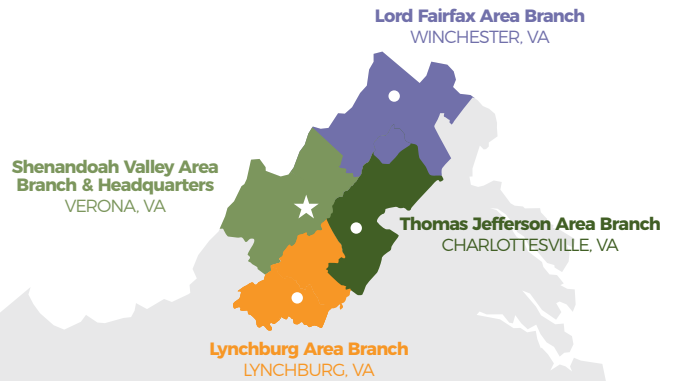 Lord Fairfax Area Branch
WINCHESTER, VA
Shenandoah Valley Area
Branch & Headquarters
VERONA, VA
Thomas Jefferson Area Branch
CHARLOTTESVILLE, VA
Lynchburg Area Branch
LYNCHBURG, VA